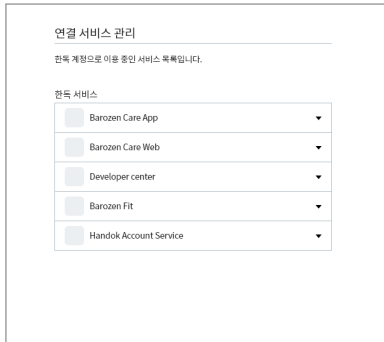 연결 서비스 관리
한독 계정으로 이용 중인 서비스 목록입니다.
한독 서비스
Barozen Care App
Barozen Care Web
Developer center
Barozen Fit
Handok Account Service